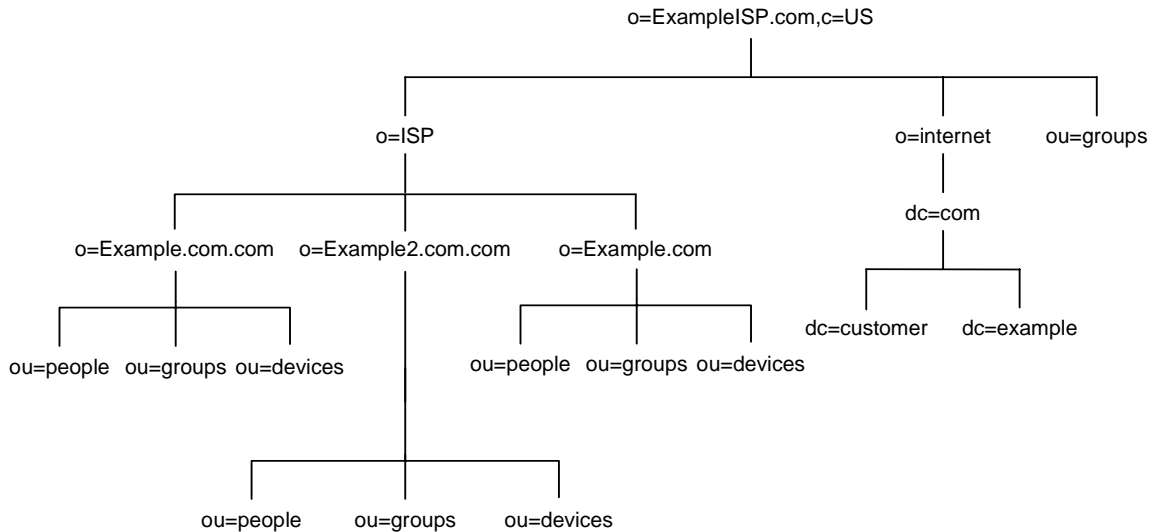 o=ExampleISP.com,c=US
o=ISP
o=internet
ou=groups
dc=com
o=Example.com.com
o=Example2.com.com
o=Example.com
dc=customer
dc=example
ou=people
ou=groups
ou=devices
ou=people
ou=groups
ou=devices
ou=people
ou=groups
ou=devices